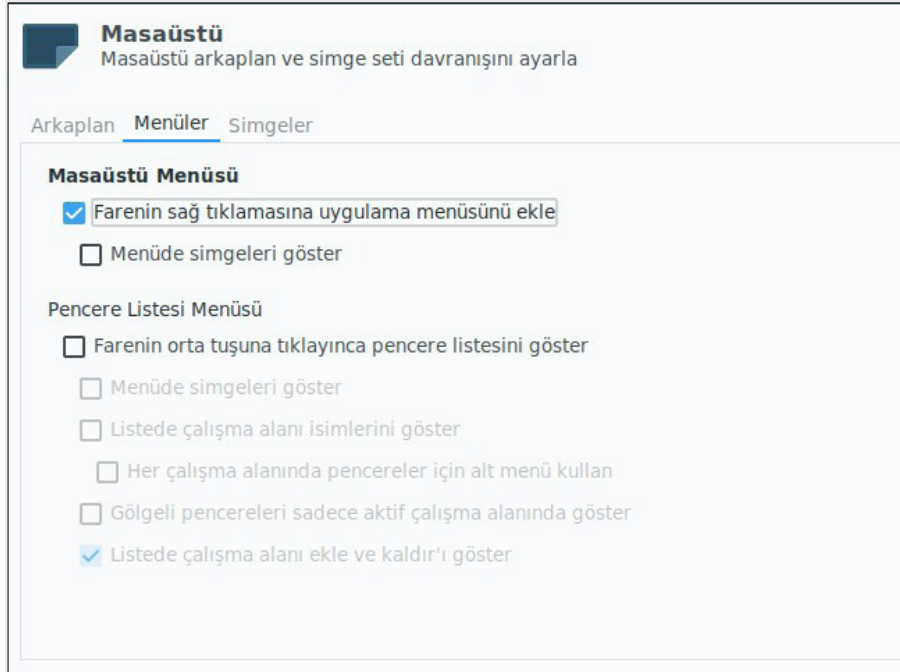 Masaüstü
Masaüstü arkaplan ve simge seti davranışını ayarla
Arkaplan Menüler Simgeler
Masaüstü Menüsü
Farenin sağ tıklamasına uygulama menüsünü ekle
Menüde simgeleri göster
Pencere Listesi Menüsü
Farenin orta tuşuna tıklayınca pencere listesini göster
Menüde simgeleri göster
Listede çalışma alanı isimlerini göster
Her çalışma alanında pencereler için alt menü kullan
Gölgeli pencereleri sadece aktif çalışma alanında göster
Listede çalışma alanı ekle ve kaldır'ı göster